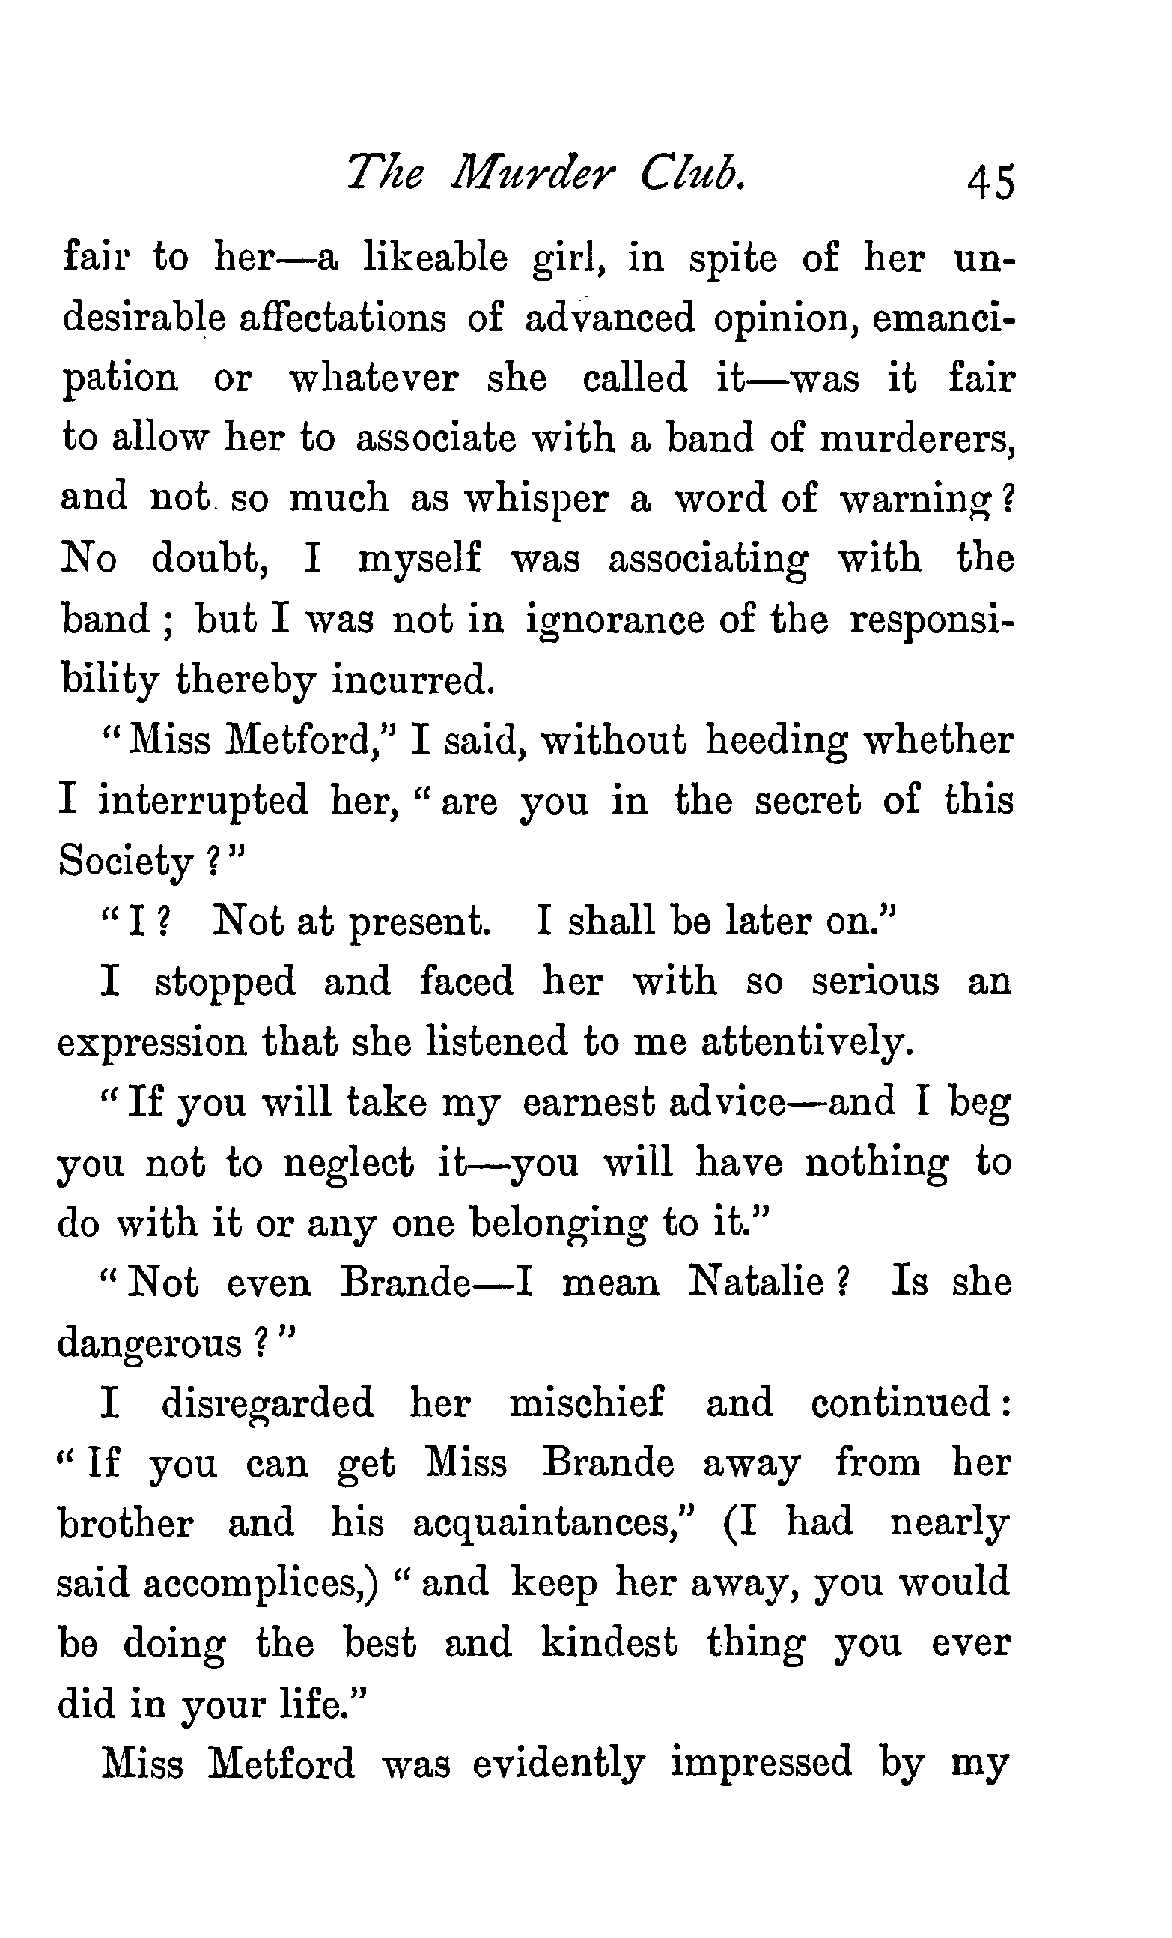 The Murder Club. 45
fair to her—a likeable girl, in spite of her un-
desirable affectations of advanced opinion, emanci-
pation or whatever she called it—was it fair
to allow her to associate with a band of murderers,
and not so much as whisper a word of warning?
No doubt, I myself was associating with the
band; but I was not in ignorance of the responsi-
bility thereby incurred.
"Miss Metford," I said, without heeding whether
I interrupted her, "are you in the secret of this
Society?"
"I? Not at present. I shall be later on."
I stopped and faced her with so serious an
expression that she listened to me attentively.
"If you will take my earnest advice—and I beg
you not to neglect it—you will have nothing to
do with it or any one belonging to it."
"Not even Brande—I mean Natalie? Is she
dangerous?"
I disregarded her mischief and continued:
"If you can get Miss Brande away from her
brother and his acquaintances," (I had nearly
said accomplices,) "and keep her away, you would
be doing the best and kindest thing you ever
did in your life."
Miss Metford was evidently impressed by my